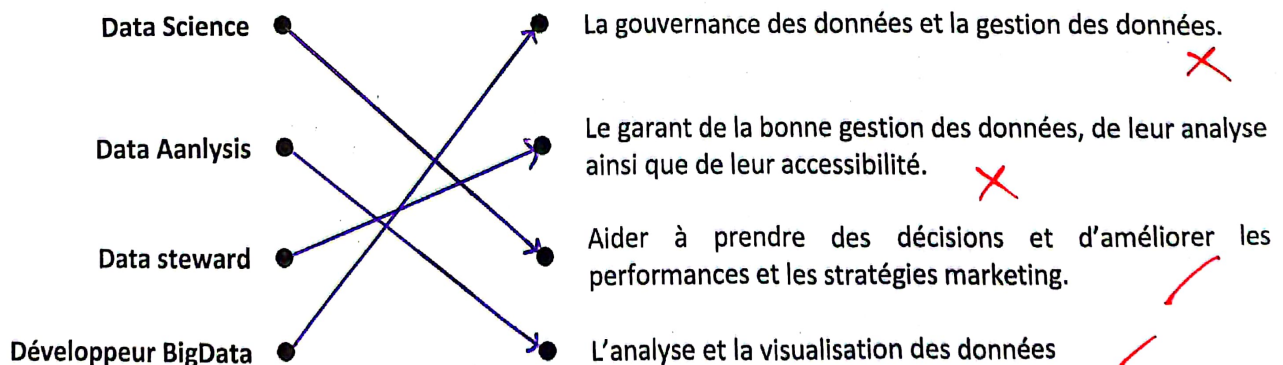 Data Science La gouvernance des données et la gestion des données.
Data Aanlysis Le garant de la bonne gestion des données, de leur analyse
ainsi que de leur accessibilité.
Data steward Aider à prendre des décisions et d'améliorer les
performances et les stratégies marketing.
Développeur BigData L'analyse et la visualisation des données